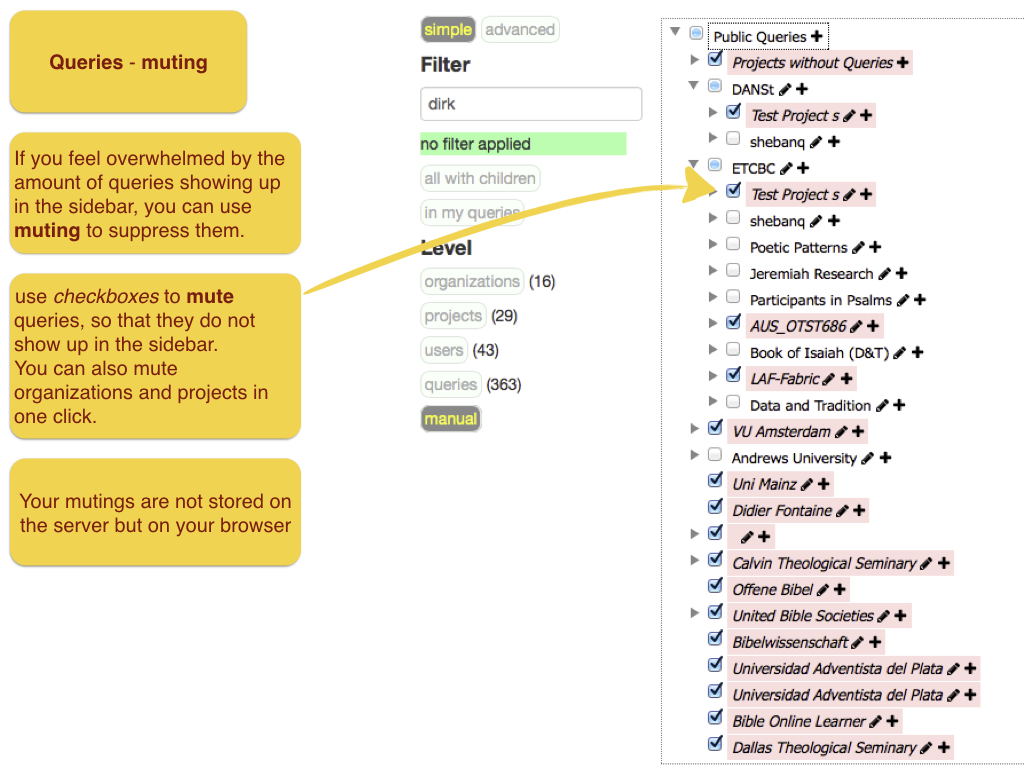 Queries - muting
If you feel overwhelmed by the
amount of queries showing up
in the sidebar, you can use
muting to suppress them.
use checkboxes to mute
queries, so that they do not
show up in the sidebar.
You can also mute
organizations and projects in
one click.
Your mutings are not stored on
the server but on your browser
simple advanced
Filter
dirk
no filter applied
all with children
in my queries
Level
organizations (16)
projects (29)
users (43)
queries (363)
manual
Public Queries
Projects without Queries
DANSt
Test Project s
shebanq
ETCBC
Test Project s
shebanq
Poetic Patterns
Jeremiah Research
Participants in Psalms
AUS_OTST686
Book of Isaiah (D&T)
LAF-Fabric
Data and Tradition
VU Amsterdam
Andrews University
Uni Mainz
Didier Fontaine
Calvin Theological Seminary
Offene Bibel
United Bible Societies
Bibelwissenschaft
Universidad Adventista del Plata
Universidad Adventista del Plata
Bible Online Learner
Dallas Theological Seminary